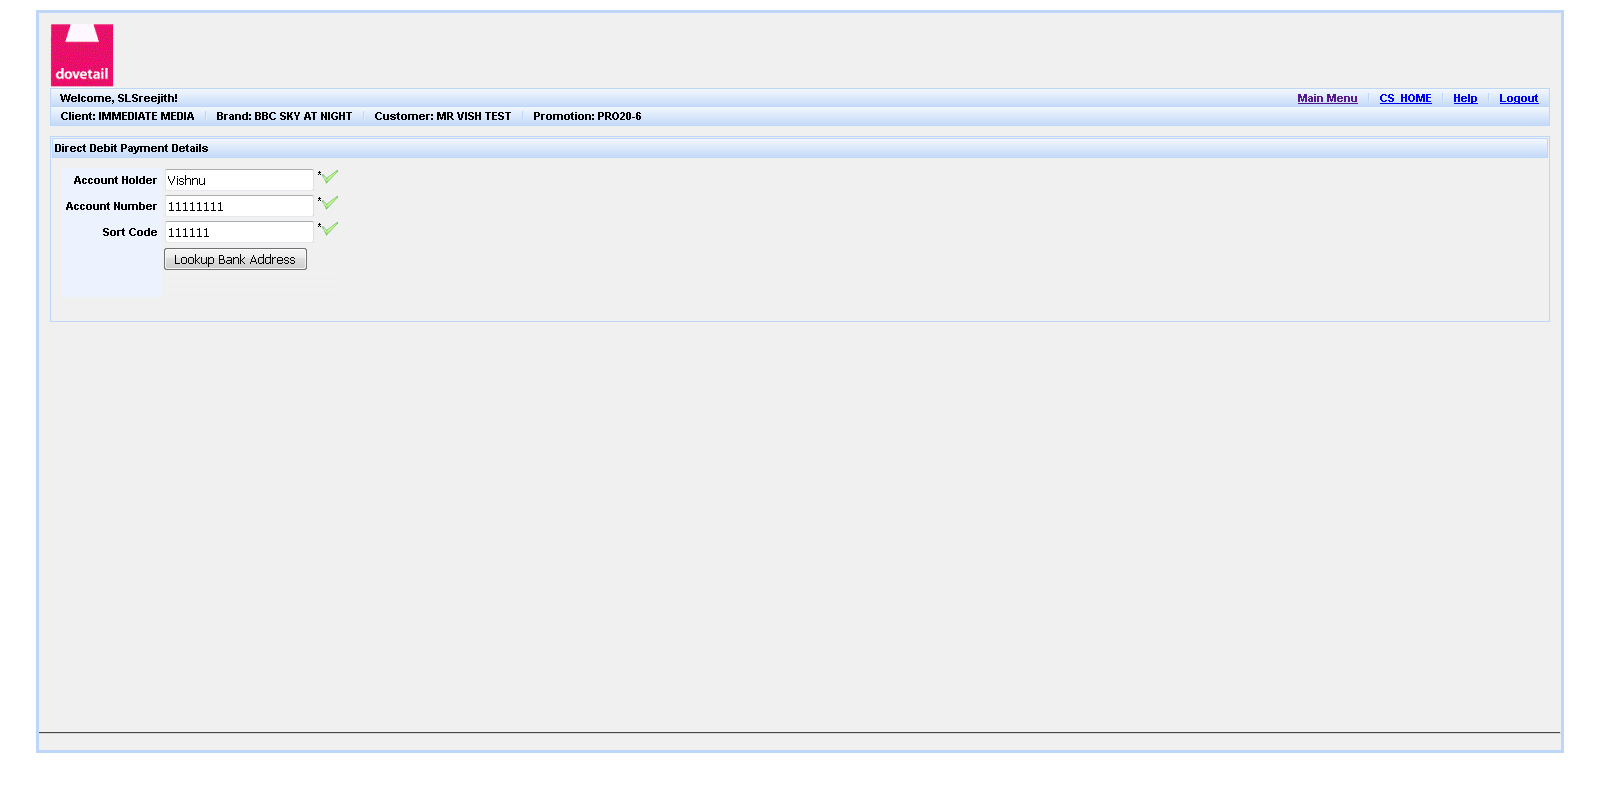 dovetail
Welcome, SLSreejith!
Main Menu CS_HOME Help Logout
Client: IMMEDIATE MEDIA Brand: BBC SKY AT NIGHT Customer: MR VISH TEST Promotion: PRO20-6
Direct Debit Payment Details
Account Holder Vishnu *
Account Number 11111111 *
Sort Code 111111 *
Lookup Bank Address